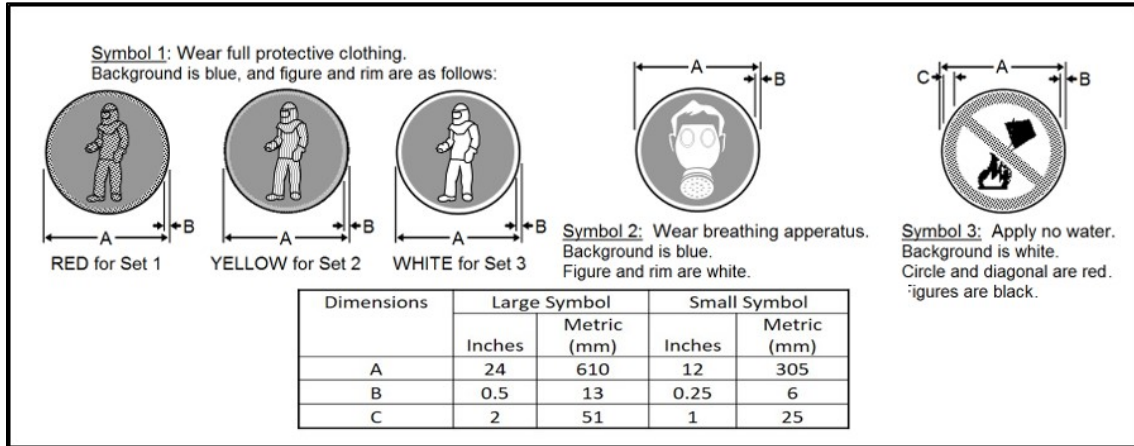 Symbol 1: Wear full protective clothing.
Background is blue, and figure and rim are as follows:
A
B
RED for Set 1
A
B
YELLOW for Set 2
A
B
WHITE for Set 3
A
B
Symbol 2: Wear breathing apperatus.
Background is blue.
Figure and rim are white.
A
C
B
Symbol 3: Apply no water.
Background is white.
Circle and diagonal are red.
Figures are black.
Dimensions Large Symbol Small Symbol
Inches Metric (mm) Inches Metric (mm)
A 24 610 12 305
B 0.5 13 0.25 6
C 2 51 1 25